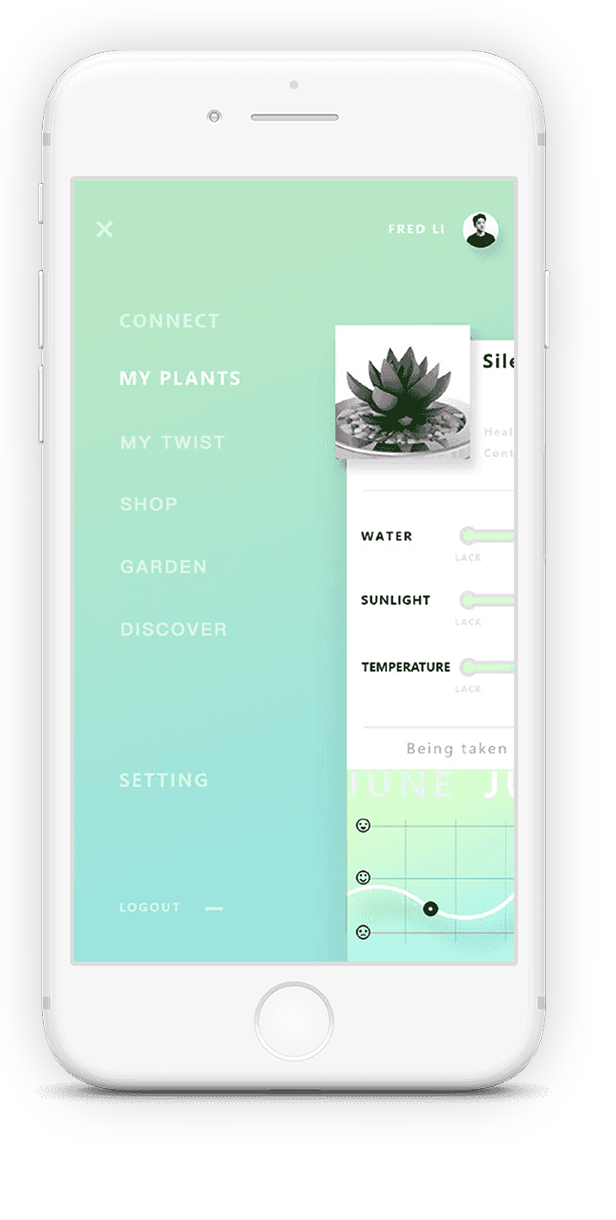 FRED LI
CONNECT
MY PLANTS
MY TWIST
SHOP
GARDEN
DISCOVER
SETTING
LOGOUT
Sile
Heal
Cont
WATER
LACK
SUNLIGHT
LACK
TEMPERATURE
LACK
Being taken
JUNE JU